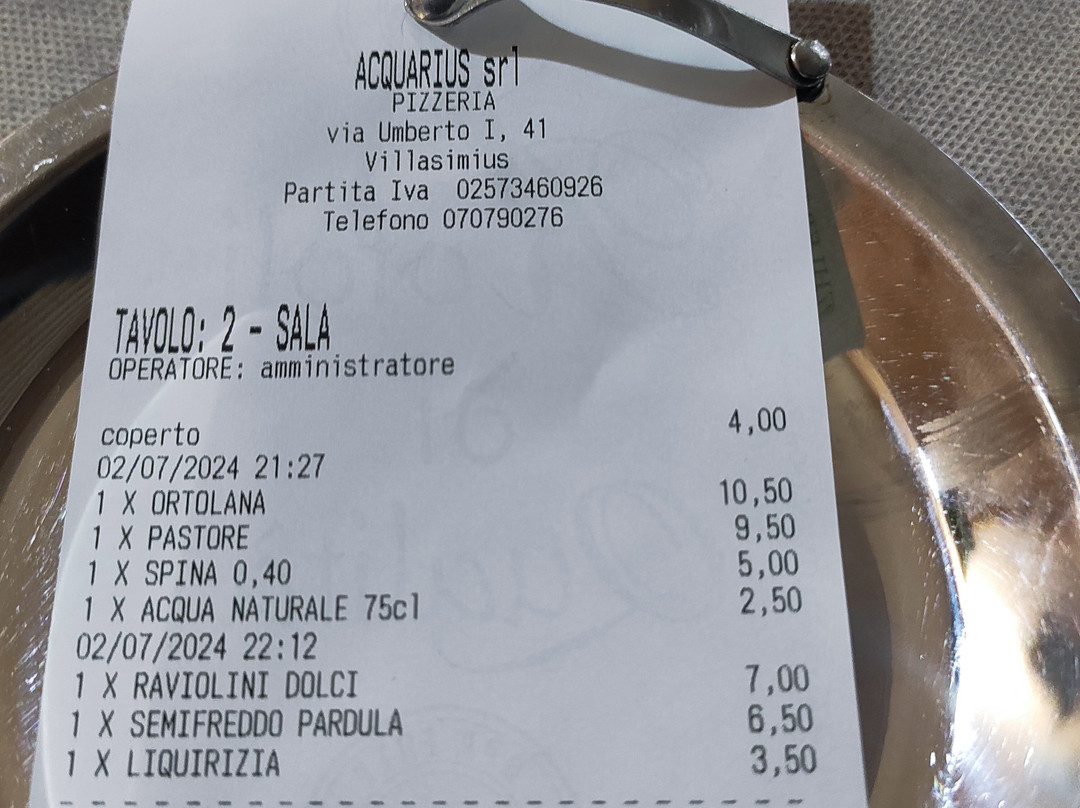 ACQUARIUS srl
PIZZERIA
via Umberto I, 41
Villasimius
Partita Iva 02573460926
Telefono 070790276
TAVOLO: 2 - SALA
OPERATORE: amministratore
coperto 4,00
02/07/2024 21:27
1 X ORTOLANA 10,50
1 X PASTORE 9,50
1 X SPINA 0,40 5,00
1 X ACQUA NATURALE 75cl 2,50
02/07/2024 22:12
1 X RAVIOLINI DOLCI 7,00
1 X SEMIFREDDO PARDULA 6,50
1 X LIQUIRIZIA 3,50